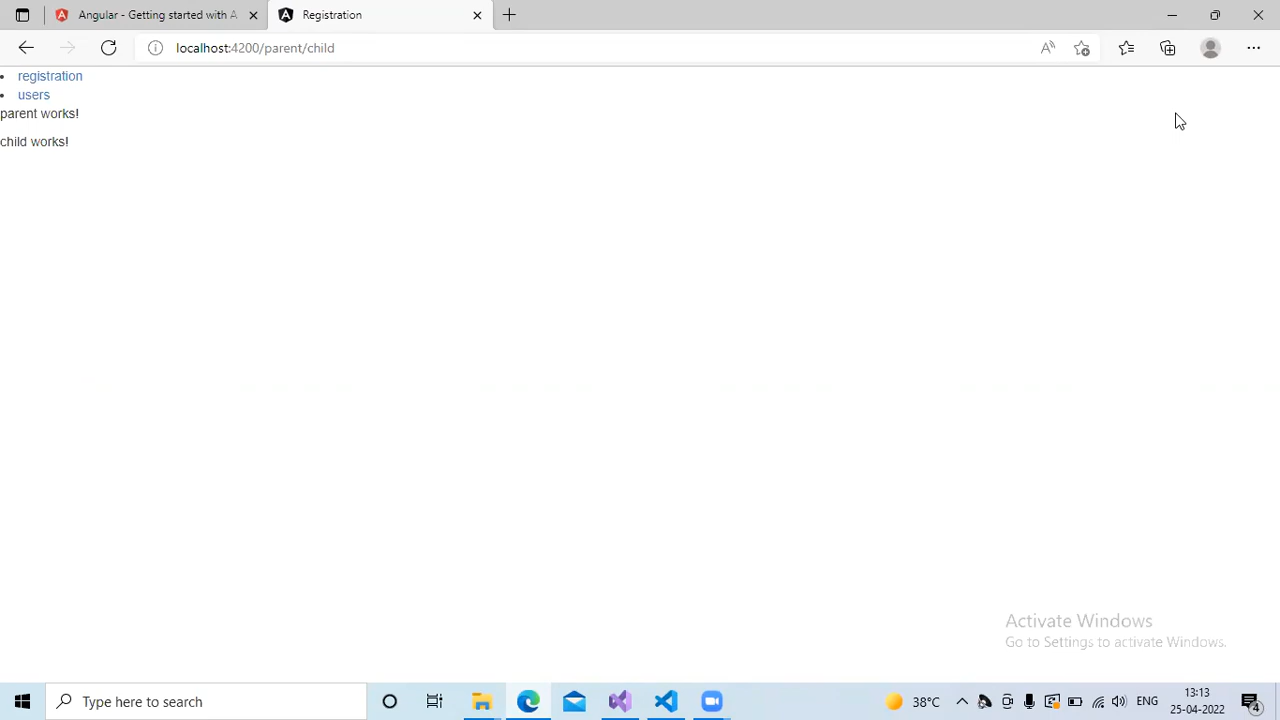 Angular - Getting started with A
Registration
localhost:4200/parent/child
registration
users
parent works!
child works!
Activate Windows
Go to Settings to activate Windows.
Type here to search
38°C
ENG
13:13
25-04-2022
4